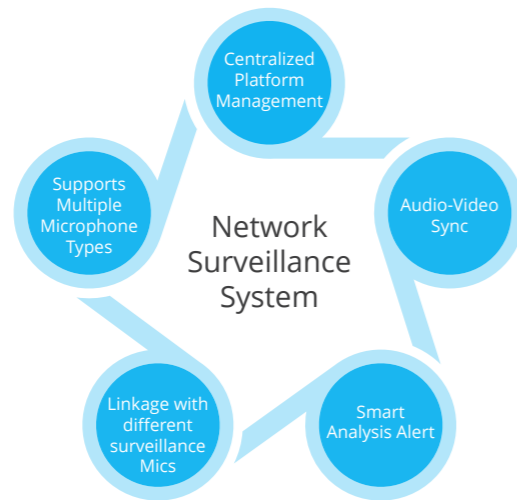 Centralized
Platform
Management
Audio-Video
Sync
Smart
Analysis Alert
Linkage with
different
surveillance
Mics
Supports
Multiple
Microphone
Types
Network
Surveillance
System